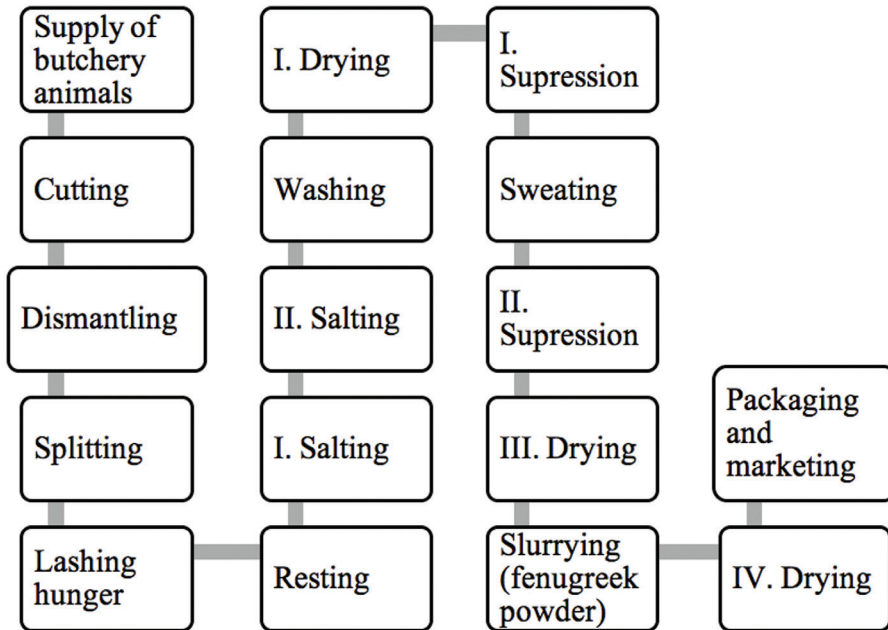 Supply of
butchery
animals
Cutting
Dismantling
Splitting
Lashing
hunger
Resting
I. Salting
II. Salting
Washing
I. Drying
I.
Supression
Sweating
II.
Supression
III. Drying
Slurrying
(fenugreek
powder)
IV. Drying
Packaging
and
marketing